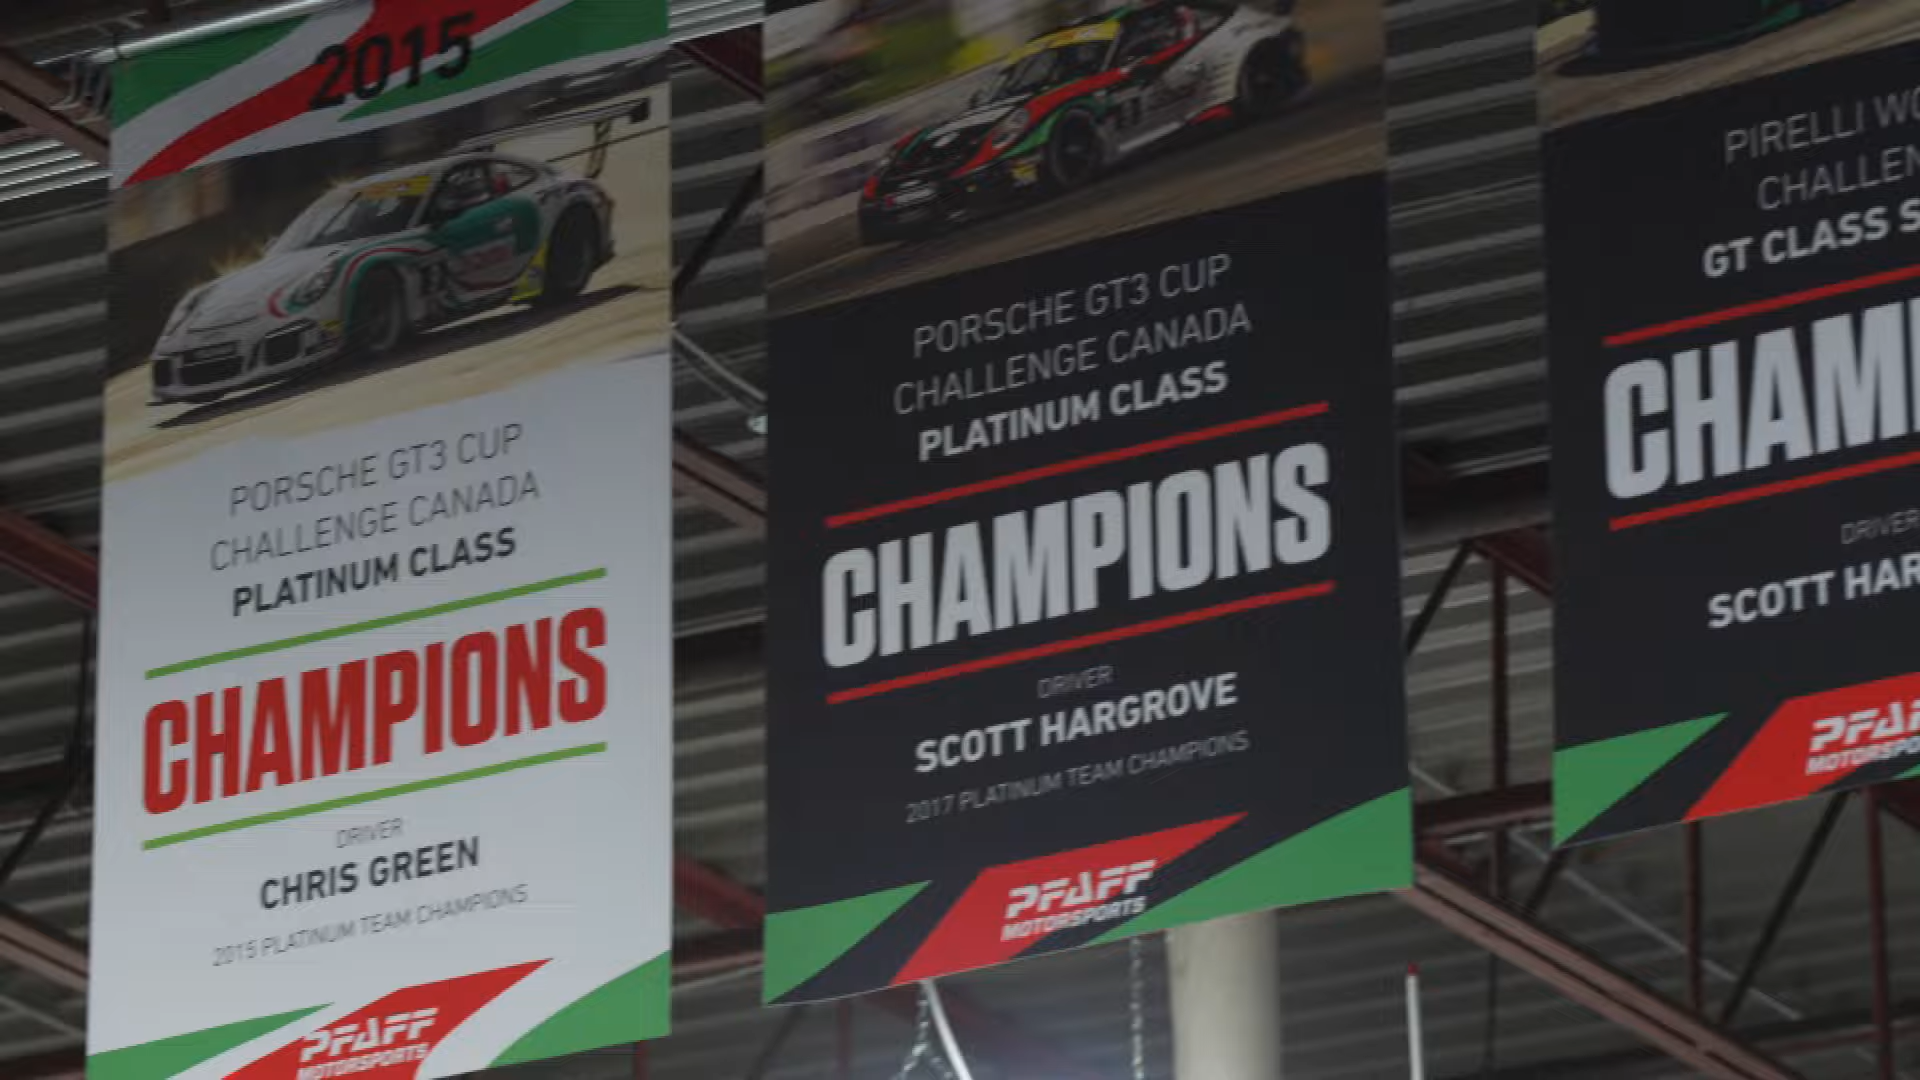 2015
PORSCHE GT3 CUP
CHALLENGE CANADA
PLATINUM CLASS
CHAMPIONS
DRIVER
CHRIS GREEN
2015 PLATINUM TEAM CHAMPIONS
PFAFF
MOTORSPORTS
PORSCHE GT3 CUP
CHALLENGE CANADA
PLATINUM CLASS
CHAMPIONS
DRIVER
SCOTT HARGROVE
2017 PLATINUM TEAM CHAMPIONS
PFAFF
MOTORSPORTS
PIRELLI WO
CHALLEN
GT CLASS S
CHAM
DRIVER
SCOTT HAR
PFAF
MOTORSPO